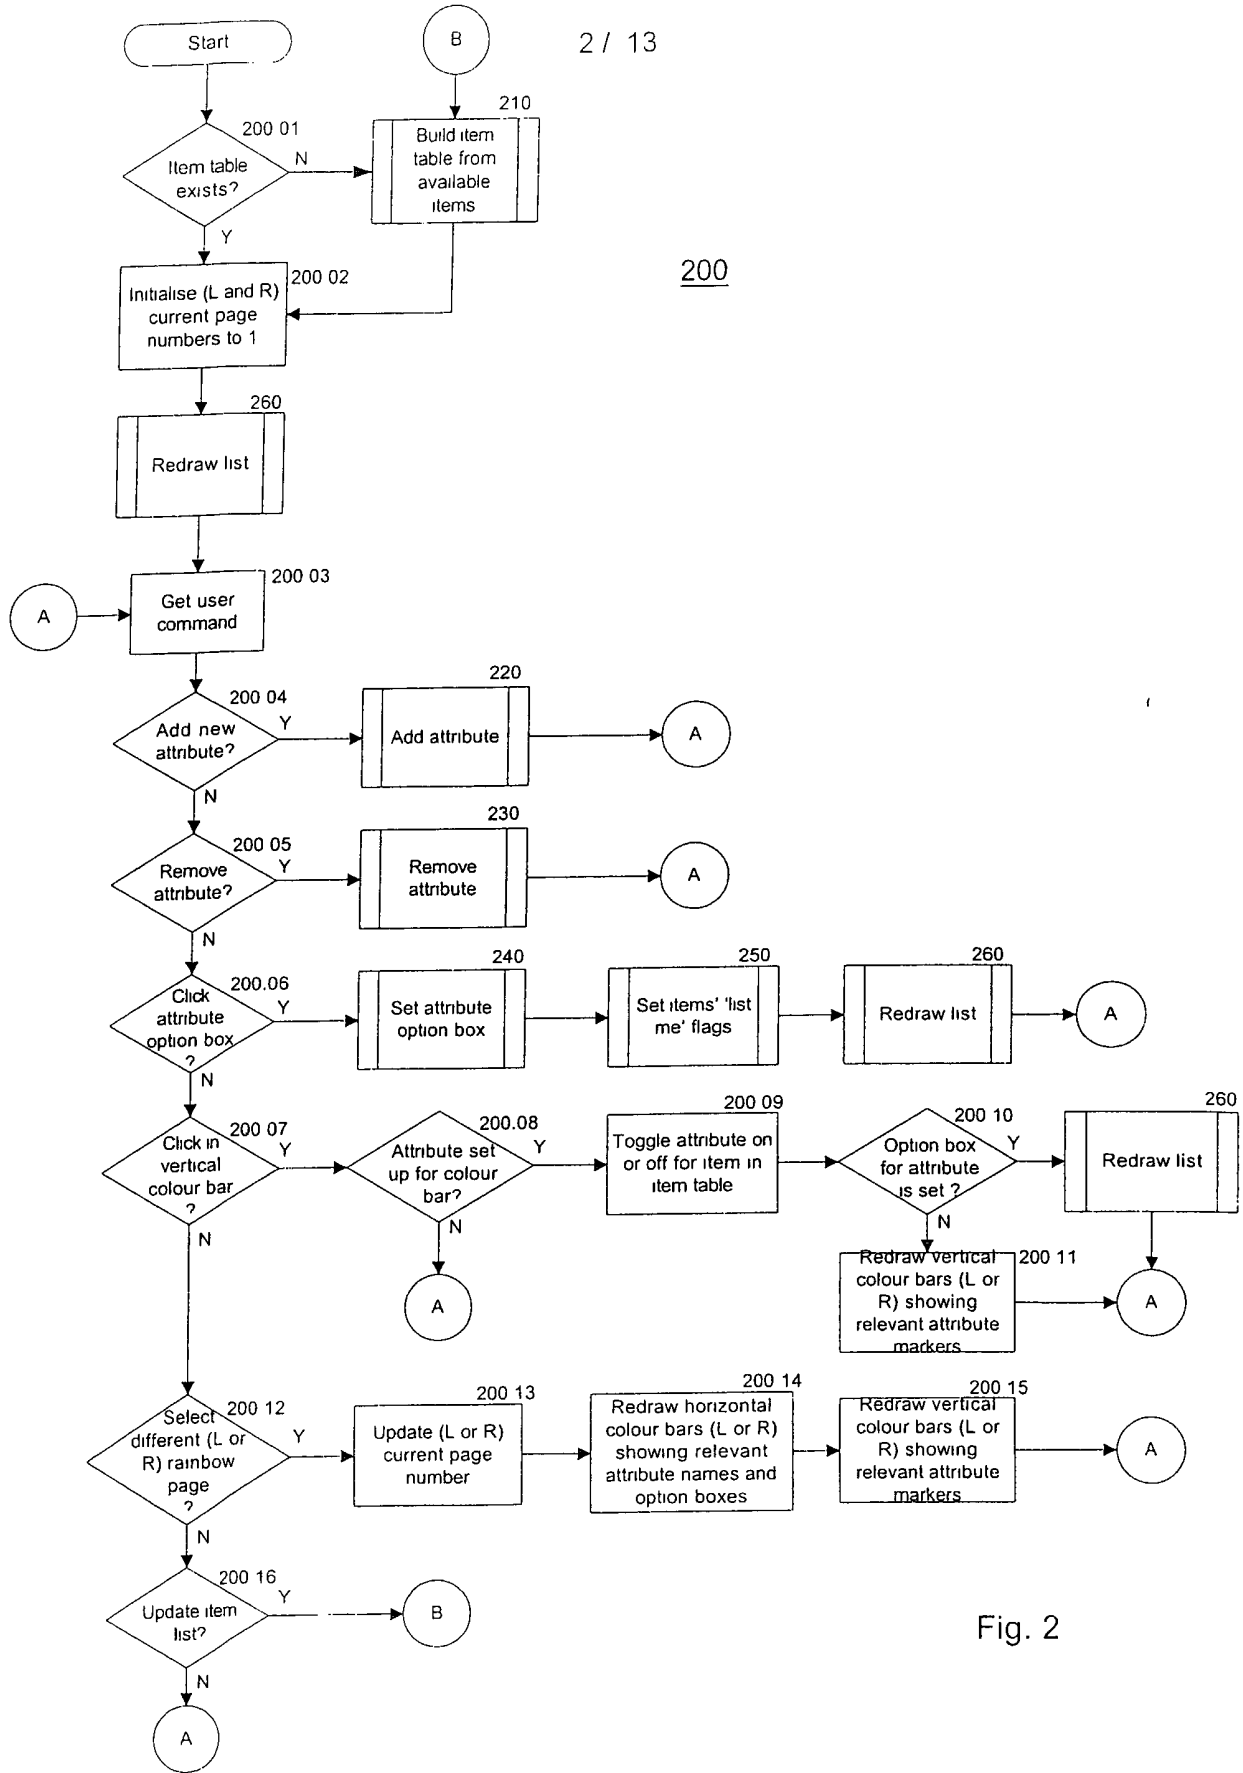 2 / 13
Start
B
200 01
Item table
exists?
N
Y
210
Build item
table from
available
items
200
200 02
Initialise (L and R)
current page
numbers to 1
260
Redraw list
A
200 03
Get user
command
200 04
Add new
attribute?
Y
N
220
Add attribute
A
200 05
Remove
attribute?
Y
N
230
Remove
attribute
A
200.06
Click
attribute
option box
?
Y
N
240
Set attribute
option box
250
Set items' 'list
me' flags
260
Redraw list
A
200 07
Click in
vertical
colour bar
?
Y
N
200.08
Attribute set
up for colour
bar?
Y
N
A
200 09
Toggle attribute on
or off for item in
item table
200 10
Option box
for attribute
is set ?
Y
N
260
Redraw list
200 11
Redraw vertical
colour bars (L or
R) showing
relevant attribute
markers
A
200 12
Select
different (L or
R) rainbow
page
?
Y
N
200 13
Update (L or R)
current page
number
200 14
Redraw horizontal
colour bars (L or R)
showing relevant
attribute names and
option boxes
200 15
Redraw vertical
colour bars (L or
R) showing
relevant attribute
markers
A
200 16
Update item
list?
Y
N
B
A
Fig. 2